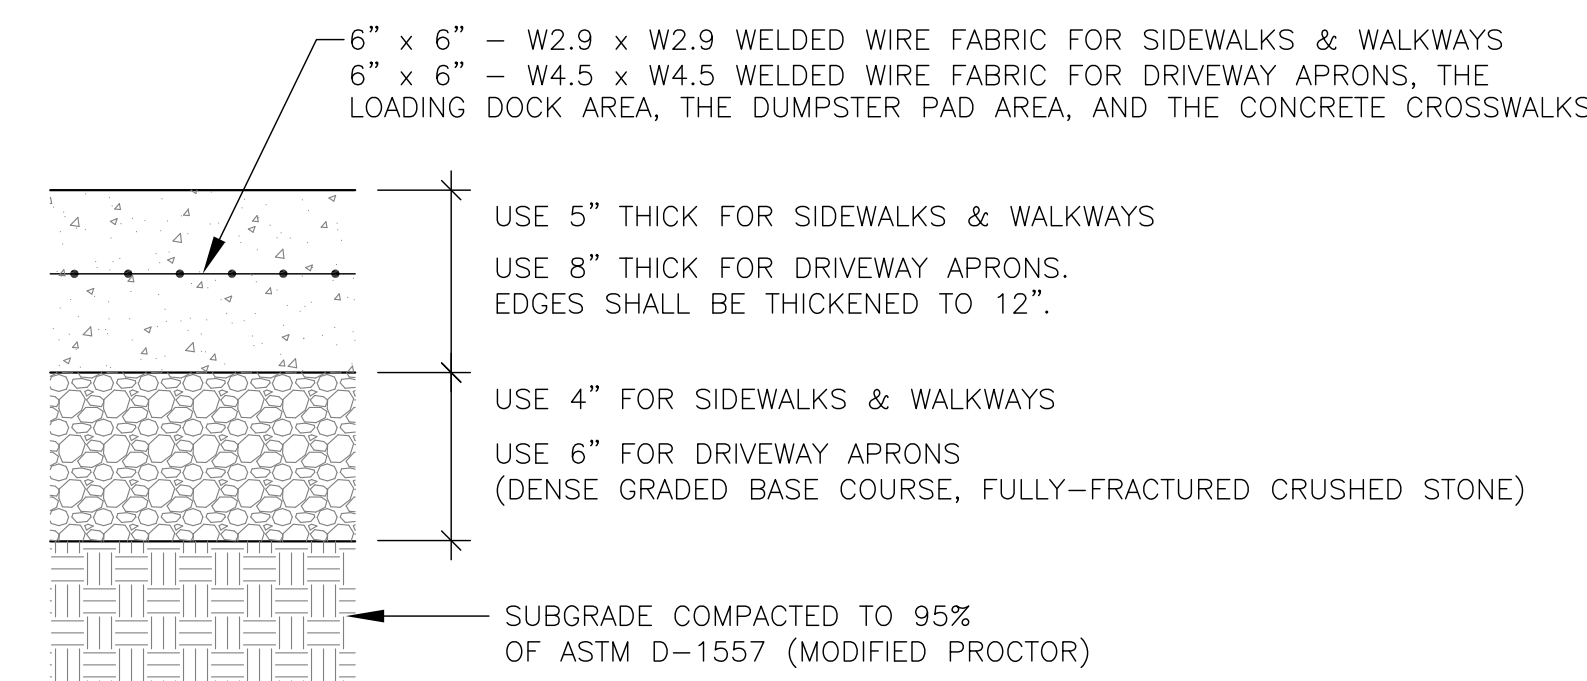 6” x 6” – W2.9 x W2.9 WELDED WIRE FABRIC FOR SIDEWALKS & WALKWAYS
6” x 6” – W4.5 x W4.5 WELDED WIRE FABRIC FOR DRIVEWAY APRONS, THE
LOADING DOCK AREA, THE DUMPSTER PAD AREA, AND THE CONCRETE CROSSWALKS
USE 5” THICK FOR SIDEWALKS & WALKWAYS
USE 8” THICK FOR DRIVEWAY APRONS.
EDGES SHALL BE THICKENED TO 12”.
USE 4” FOR SIDEWALKS & WALKWAYS
USE 6” FOR DRIVEWAY APRONS
(DENSE GRADED BASE COURSE, FULLY–FRACTURED CRUSHED STONE)
SUBGRADE COMPACTED TO 95%
OF ASTM D–1557 (MODIFIED PROCTOR)